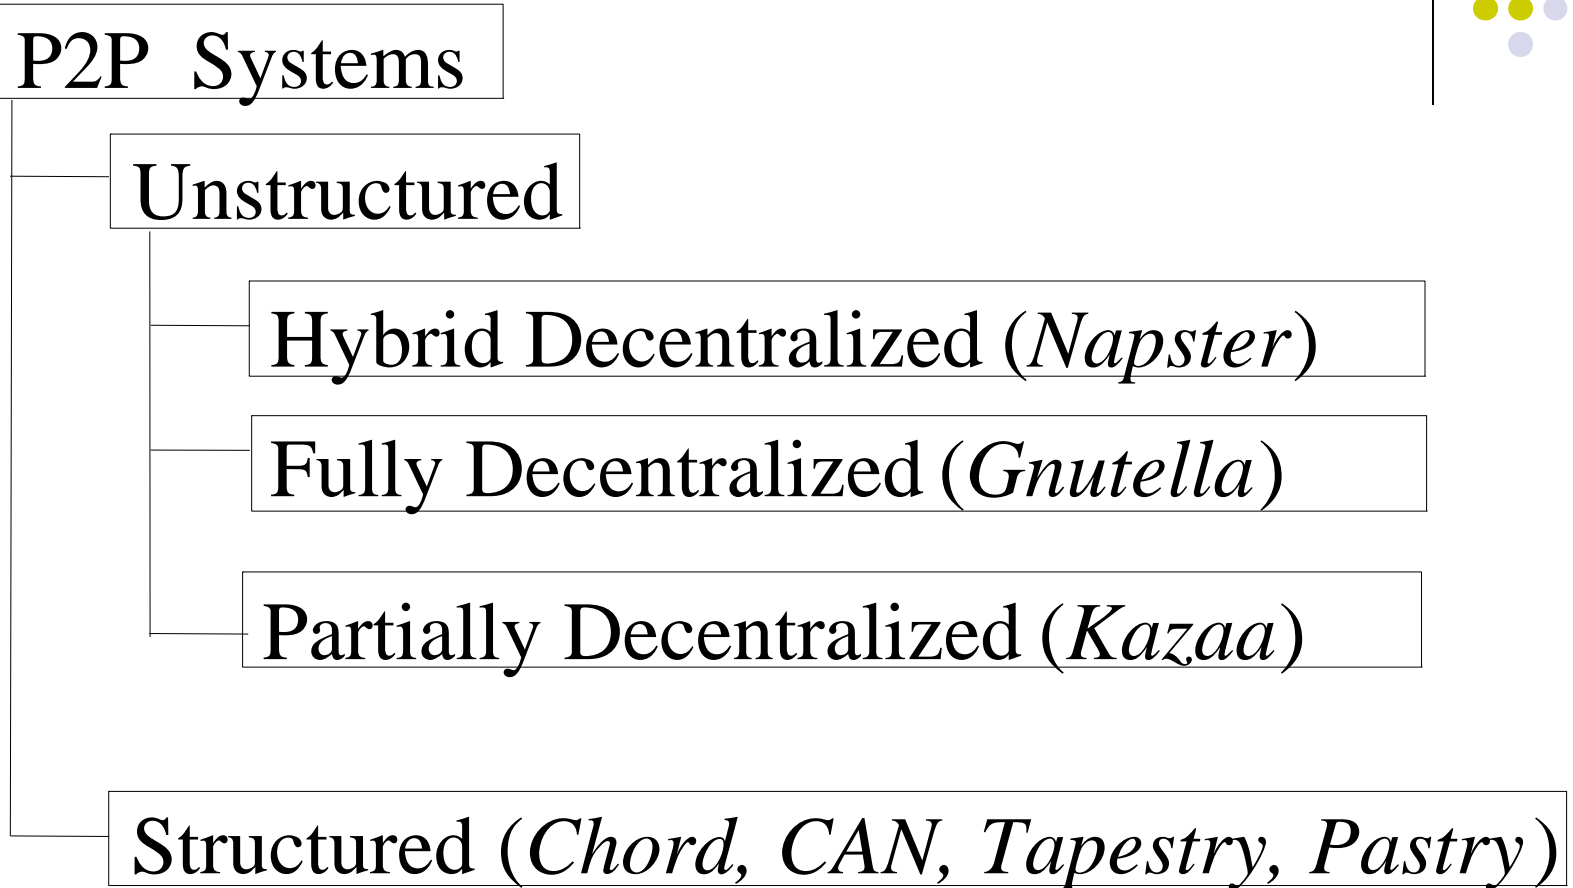 P2P Systems
Unstructured
Hybrid Decentralized (Napster)
Fully Decentralized (Gnutella)
Partially Decentralized (Kazaa)
Structured (Chord, CAN, Tapestry, Pastry)